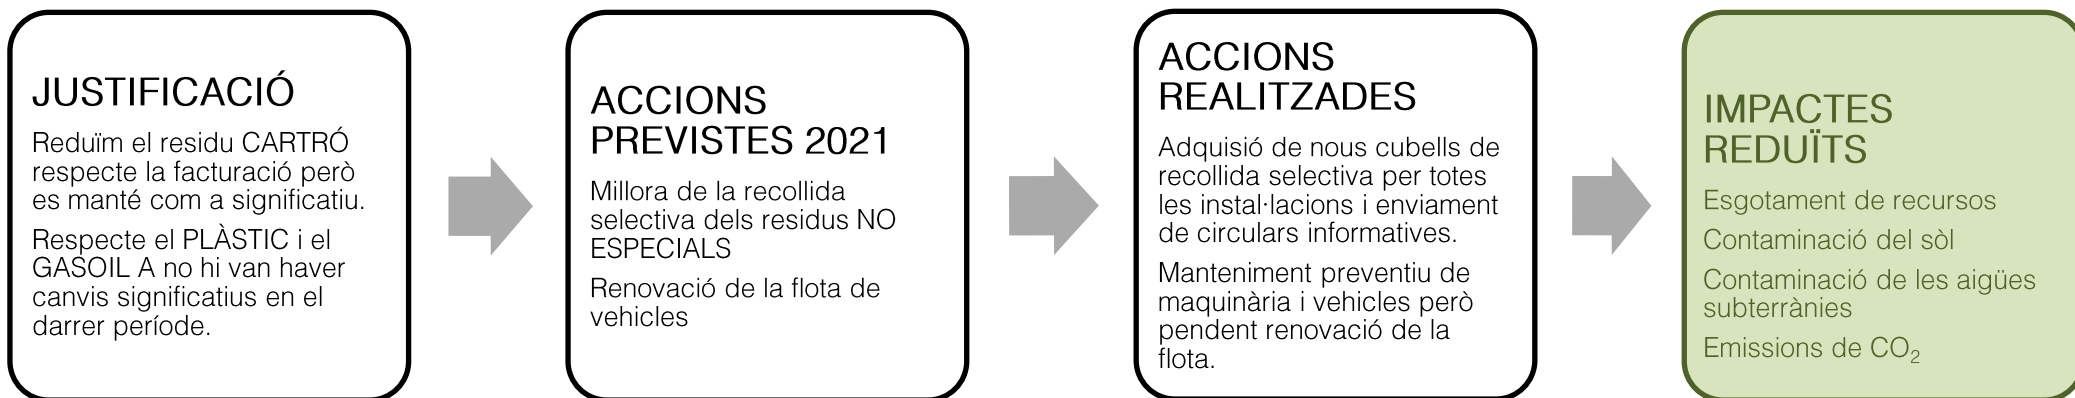 JUSTIFICACIÓ
Reduïm el residu CARTRÓ
respecte la facturació però
es manté com a significatiu.
Respecte el PLÀSTIC i el
GASOIL A no hi van haver
canvis significatius en el
darrer període.
ACCIONS
PREVISTES 2021
Millora de la recollida
selectiva dels residus NO
ESPECIALS
Renovació de la flota de
vehicles
ACCIONS
REALITZADES
Adquisió de nous cubells de
recollida selectiva per totes
les instal·lacions i enviament
de circulars informatives.
Manteniment preventiu de
maquinària i vehicles però
pendent renovació de la
flota.
IMPACTES
REDUÏTS
Esgotament de recursos
Contaminació del sòl
Contaminació de les aigües
subterrànies
Emissions de CO₂